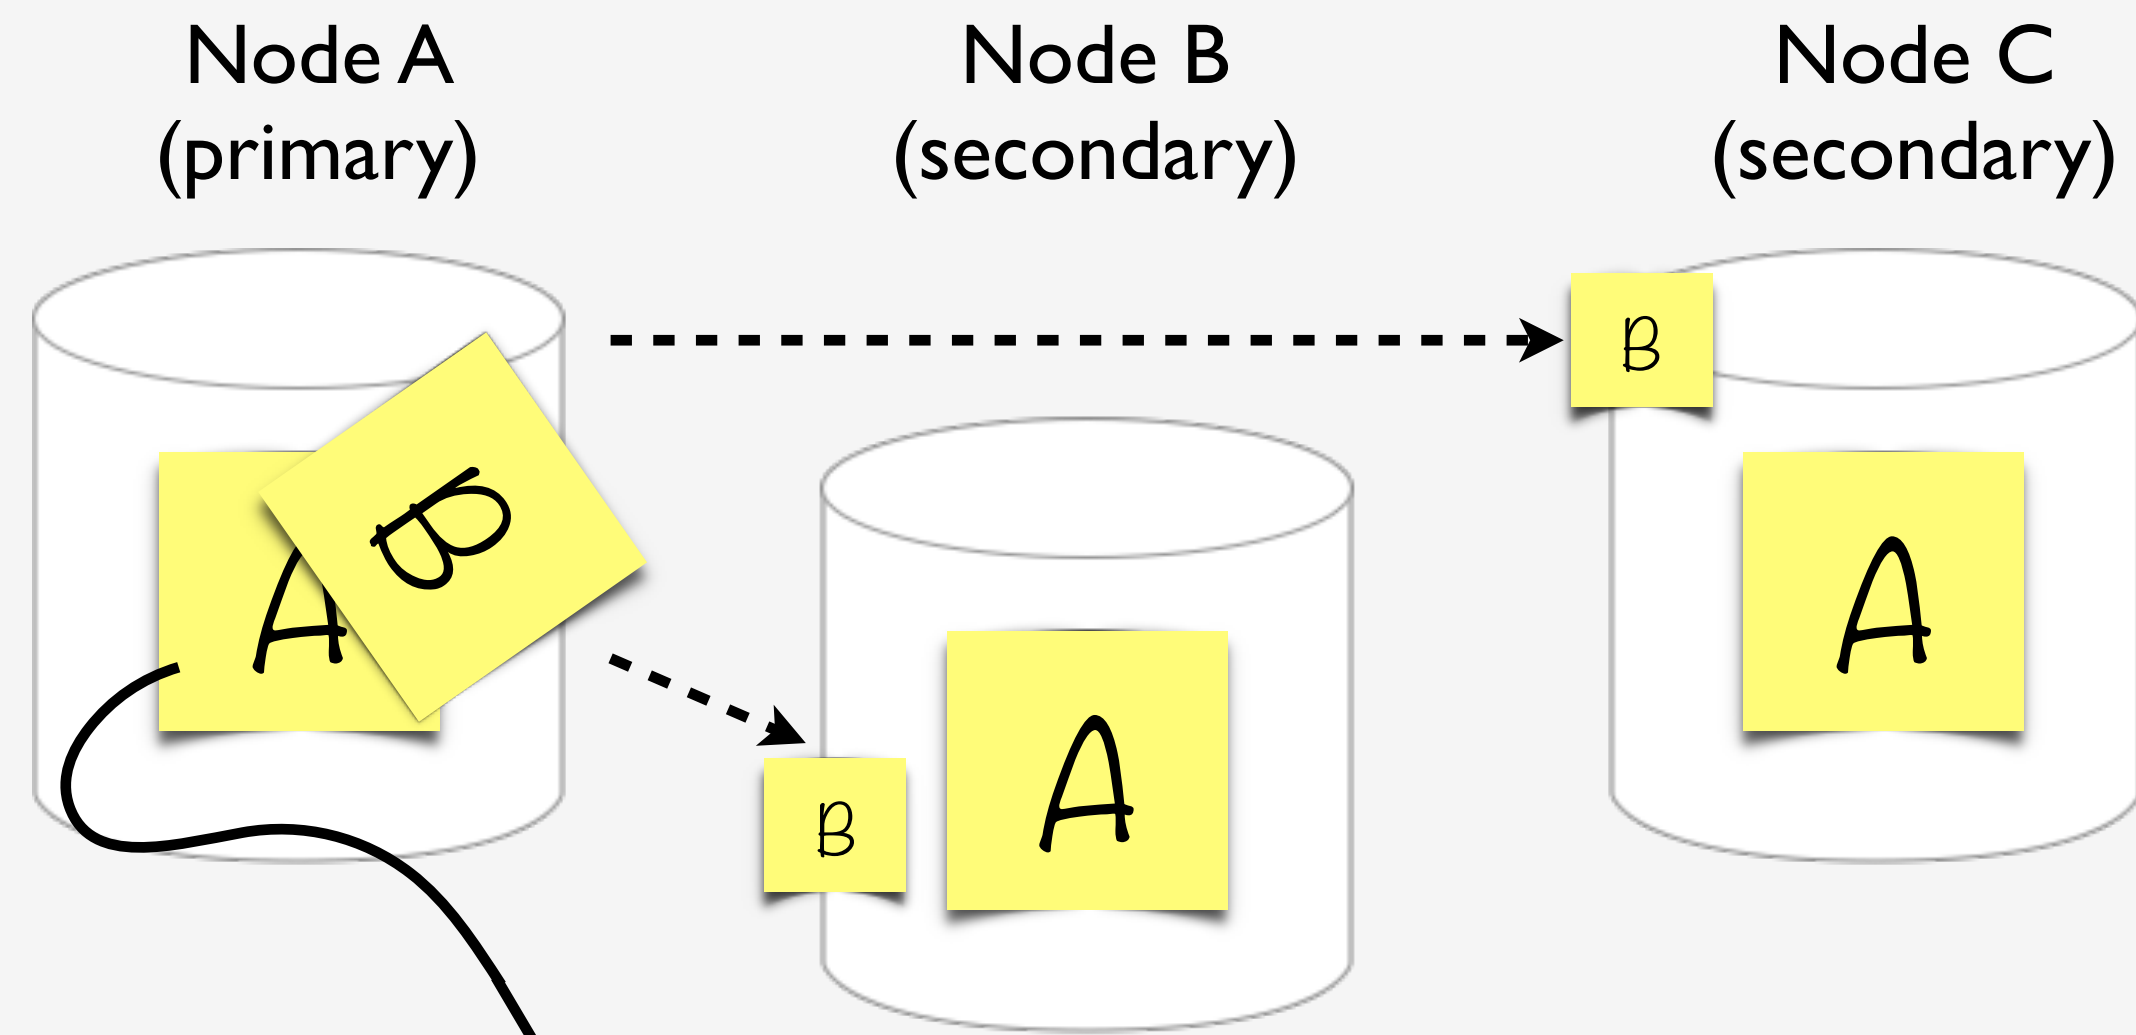 Node A
(primary)
Node B
(secondary)
Node C
(secondary)
A
B
B
A
B
A